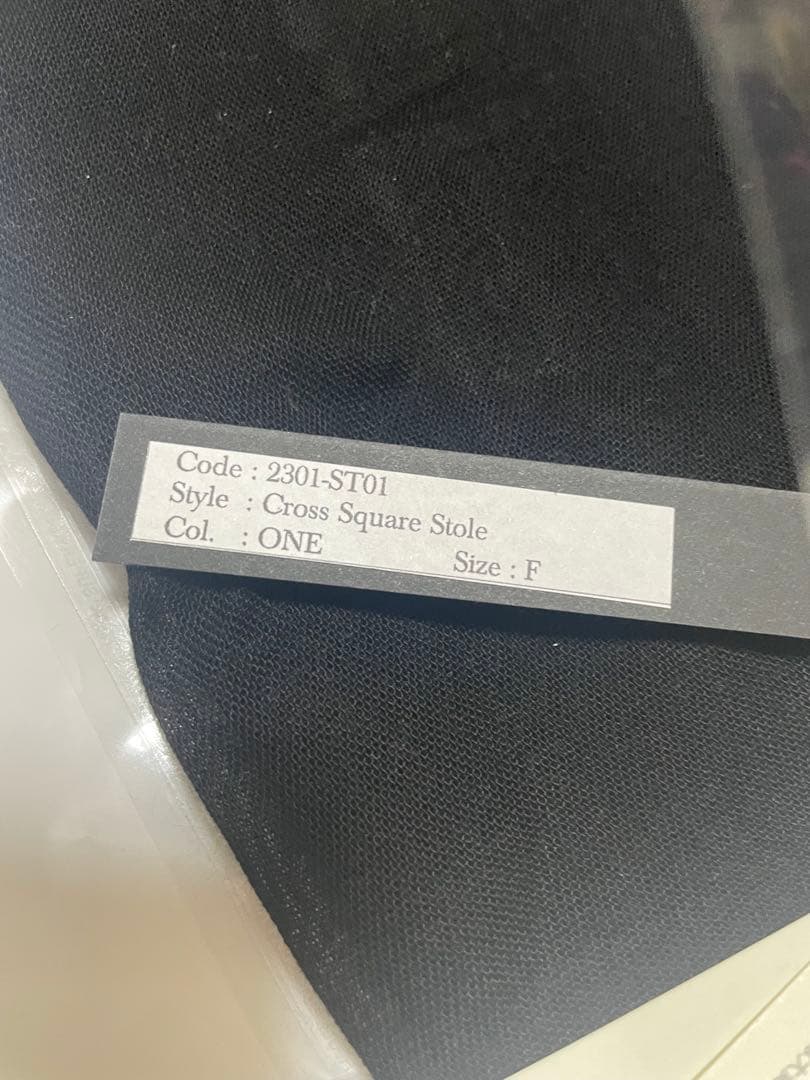 Code : 2301-ST01
Style : Cross Square Stole
Col. : ONE Size : F